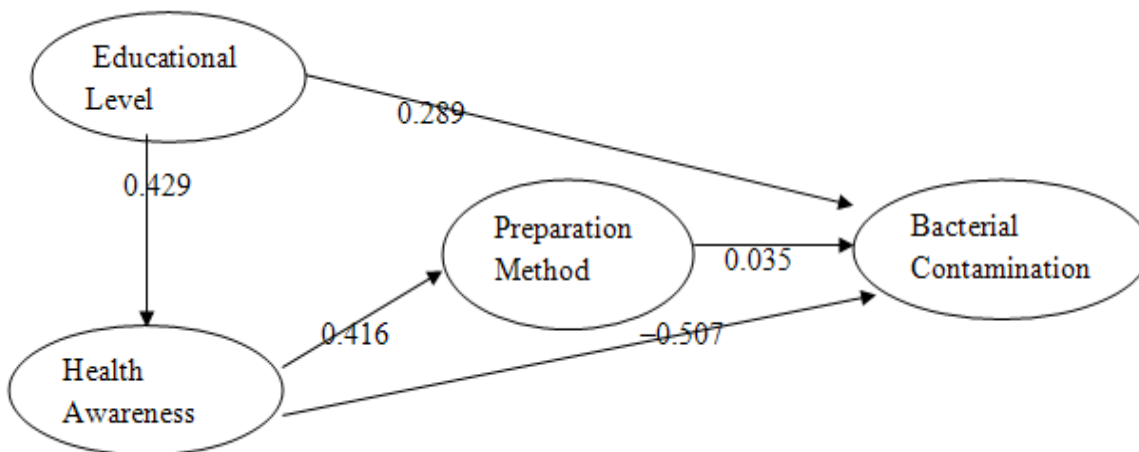 Educational
Level
0.289
0.429
Preparation
Method
0.035
Bacterial
Contamination
0.416
–0.507
Health
Awareness